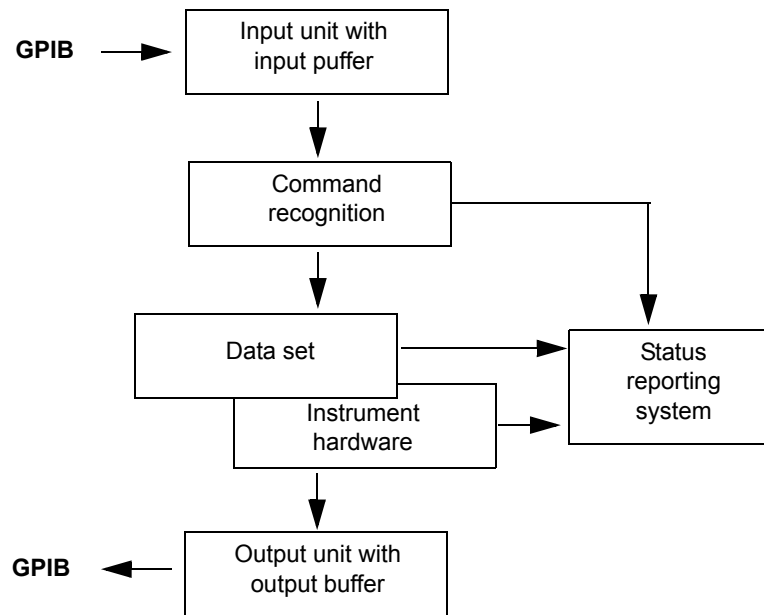 GPIB
Input unit with
input puffer
Command
recognition
Data set
Status
reporting
system
Instrument
hardware
GPIB
Output unit with
output buffer